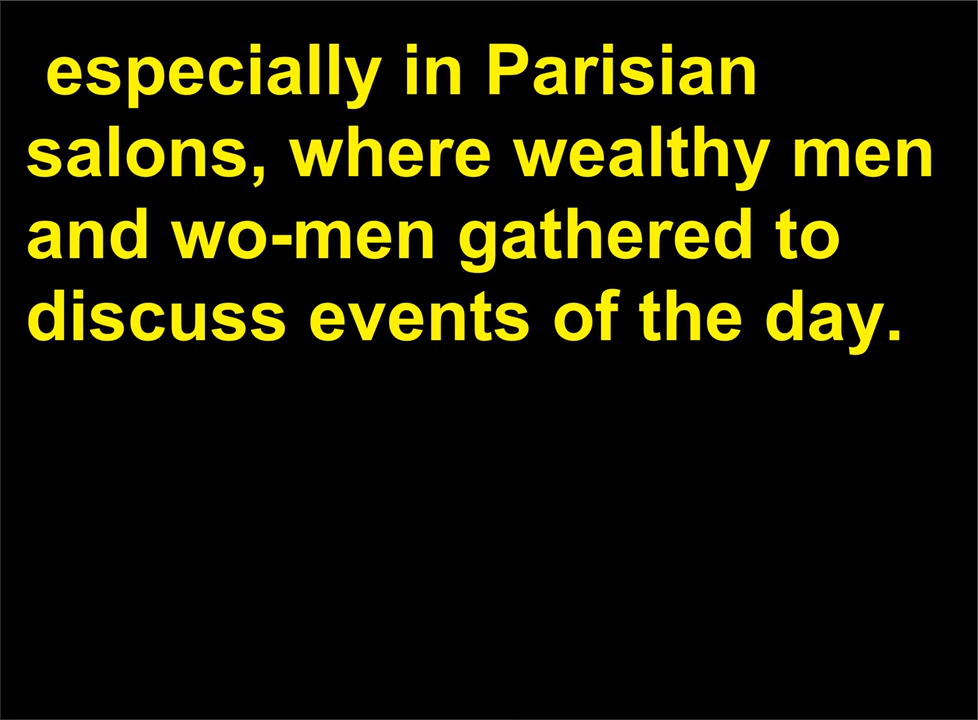 especially in Parisian
salons, where wealthy men
and wo-men gathered to
discuss events of the day.